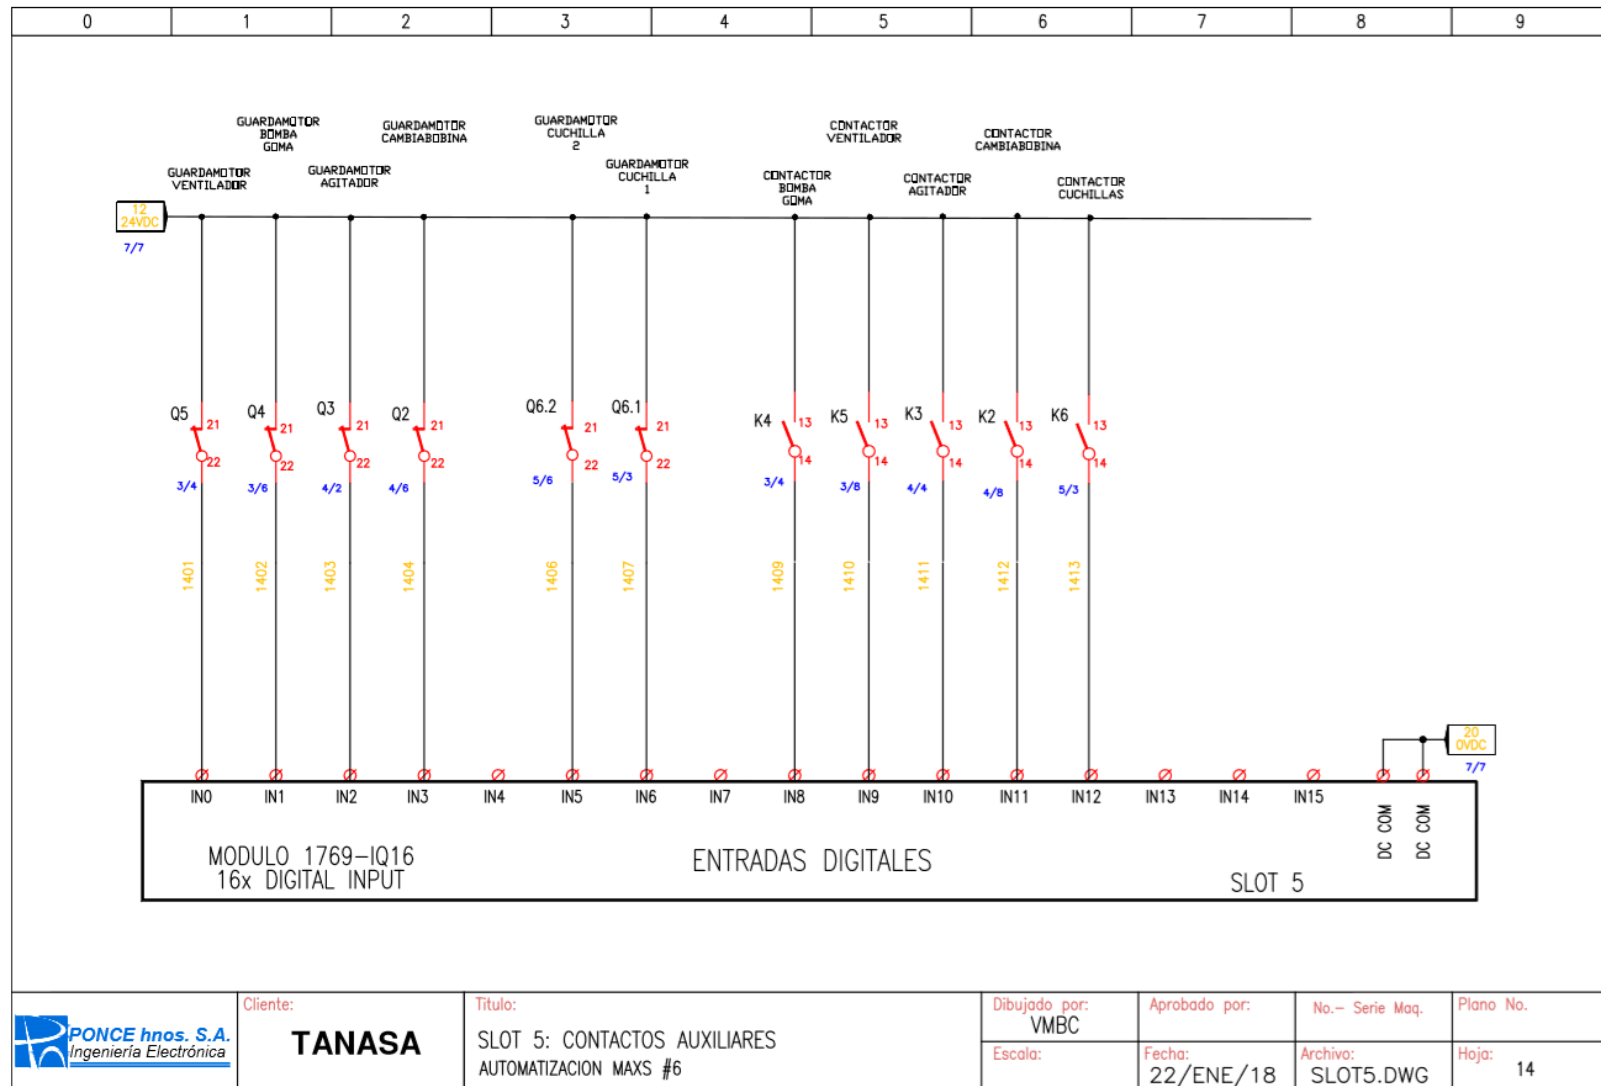 0 1 2 3 4 5 6 7 8 9
GUARDAMOTOR
VENTILADOR
GUARDAMOTOR
BOMBA
GOMA
GUARDAMOTOR
AGITADOR
GUARDAMOTOR
CAMBIABOBINA
GUARDAMOTOR
CUCHILLA
2
GUARDAMOTOR
CUCHILLA
1
CONTACTOR
BOMBA
GOMA
CONTACTOR
VENTILADOR
CONTACTOR
AGITADOR
CONTACTOR
CAMBIABOBINA
CONTACTOR
CUCHILLAS
12
24VDC
7/7
Q5 21
22
3/4
Q4 21
22
3/6
Q3 21
22
4/2
Q2 21
22
4/6
Q6.2 21
22
5/6
Q6.1 21
22
5/3
K4 13
14
3/4
K5 13
14
3/8
K3 13
14
4/4
K2 13
14
4/8
K6 13
14
5/3
1401 1402 1403 1404 1406 1407 1409 1410 1411 1412 1413
20
0VDC
7/7
IN0 IN1 IN2 IN3 IN4 IN5 IN6 IN7 IN8 IN9 IN10 IN11 IN12 IN13 IN14 IN15 DC COM DC COM
MODULO 1769-IQ16
16x DIGITAL INPUT
ENTRADAS DIGITALES
SLOT 5
PONCE hnos. S.A.
Ingeniería Electrónica
Cliente:
TANASA
Titulo:
SLOT 5: CONTACTOS AUXILIARES
AUTOMATIZACION MAXS #6
Dibujado por:
VMBC
Escala:
Aprobado por:
Fecha:
22/ENE/18
No.- Serie Maq.
Archivo:
SLOT5.DWG
Plano No.
Hoja:
14